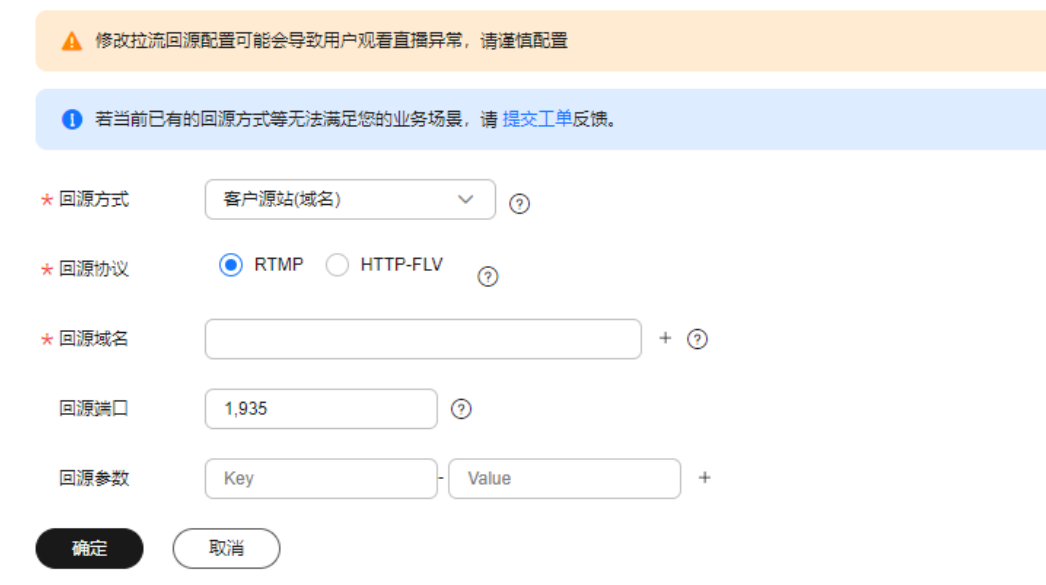 修改拉流回源配置可能会导致用户观看直播异常，请谨慎配置
若当前已有的回源方式等无法满足您的业务场景，请 提交工单反馈。
* 回源方式 客户源站(域名)
* 回源协议 RTMP HTTP-FLV
* 回源域名 +
回源端口 1,935
回源参数 Key - Value +
确定 取消